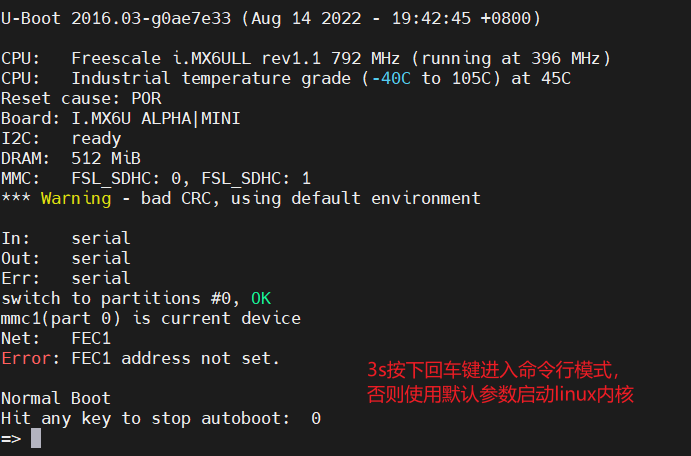 U-Boot 2016.03-g0ae7e33 (Aug 14 2022 - 19:42:45 +0800)
CPU:   Freescale i.MX6ULL rev1.1 792 MHz (running at 396 MHz)
CPU:   Industrial temperature grade (-40C to 105C) at 45C
Reset cause: POR
Board: I.MX6U ALPHA|MINI
I2C:   ready
DRAM:  512 MiB
MMC:   FSL_SDHC: 0, FSL_SDHC: 1
*** Warning - bad CRC, using default environment
In:    serial
Out:   serial
Err:   serial
switch to partitions #0, OK
mmc1(part 0) is current device
Net:   FEC1
Error: FEC1 address not set.
3s按下回车键进入命令行模式,
否则使用默认参数启动linux内核
Normal Boot
Hit any key to stop autoboot:  0
=>